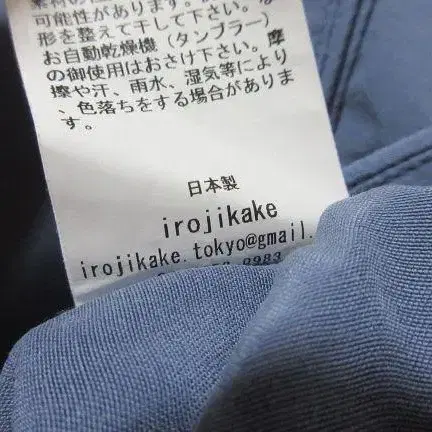 可能性があります。
形を整えて干して下さい。
お自動乾燥機（タンブラー）
の御使用はおさけ下さい。摩
擦や汗、雨水、湿気等により
、色落ちをする場合がありま
す。
日本製
irojikake
irojikake.tokyo@gmail.